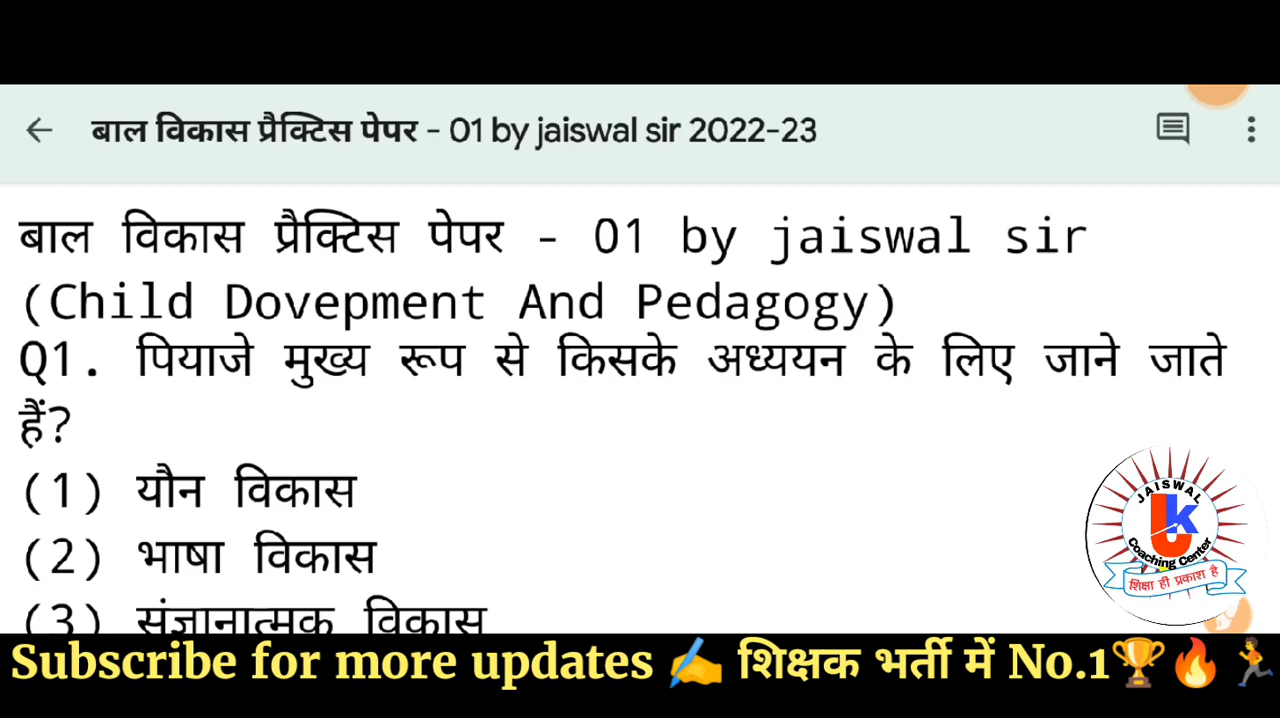 बाल विकास प्रैक्टिस पेपर - 01 by jaiswal sir 2022-23
बाल विकास प्रैक्टिस पेपर - 01 by jaiswal sir
(Child Dovepment And Pedagogy)
Q1. पियाजे मुख्य रूप से किसके अध्ययन के लिए जाने जाते
हैं?
(1) यौन विकास
(2) भाषा विकास
(3) संज्ञानात्मक विकास
JAISWAL
UK
Coaching Center
शिक्षा ही प्रकाश है
Subscribe for more updates ✍️ शिक्षक भर्ती में No.1🏆🔥🏃